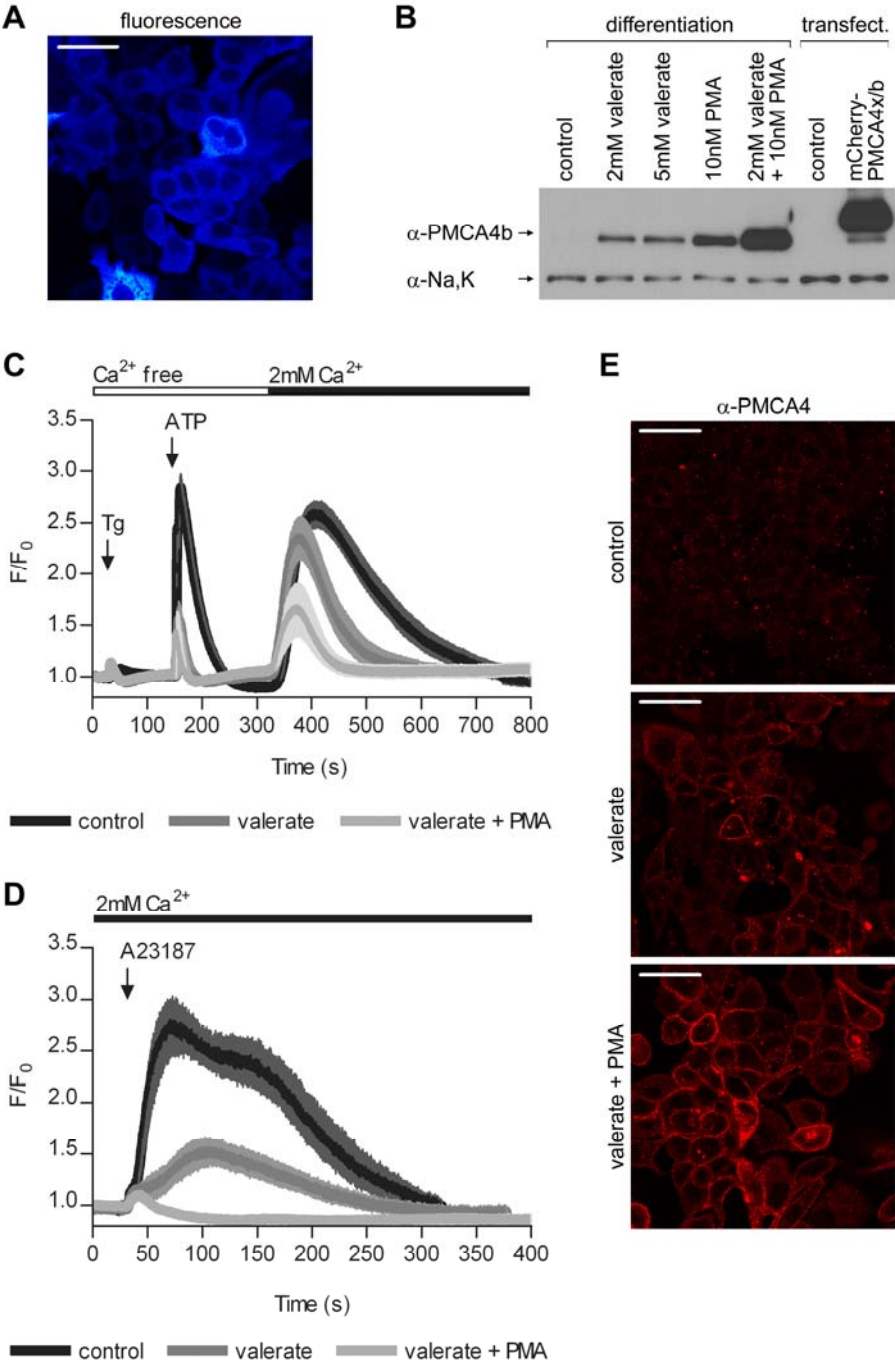 A
fluorescence
B
differentiation
transfect.
control
2mM valerate
5mM valerate
10nM PMA
2mM valerate
+ 10nM PMA
control
mCherry-
PMCA4x/b
α-PMCA4b
α-Na,K
C
Ca²⁺ free
2mM Ca²⁺
3.5
3.0
2.5
2.0
1.5
1.0
F/F₀
Tg
ATP
0 100 200 300 400 500 600 700 800
Time (s)
control valerate valerate + PMA
D
2mM Ca²⁺
3.5
3.0
2.5
2.0
1.5
1.0
F/F₀
A23187
0 50 100 150 200 250 300 350 400
Time (s)
control valerate valerate + PMA
E
α-PMCA4
control
valerate
valerate + PMA